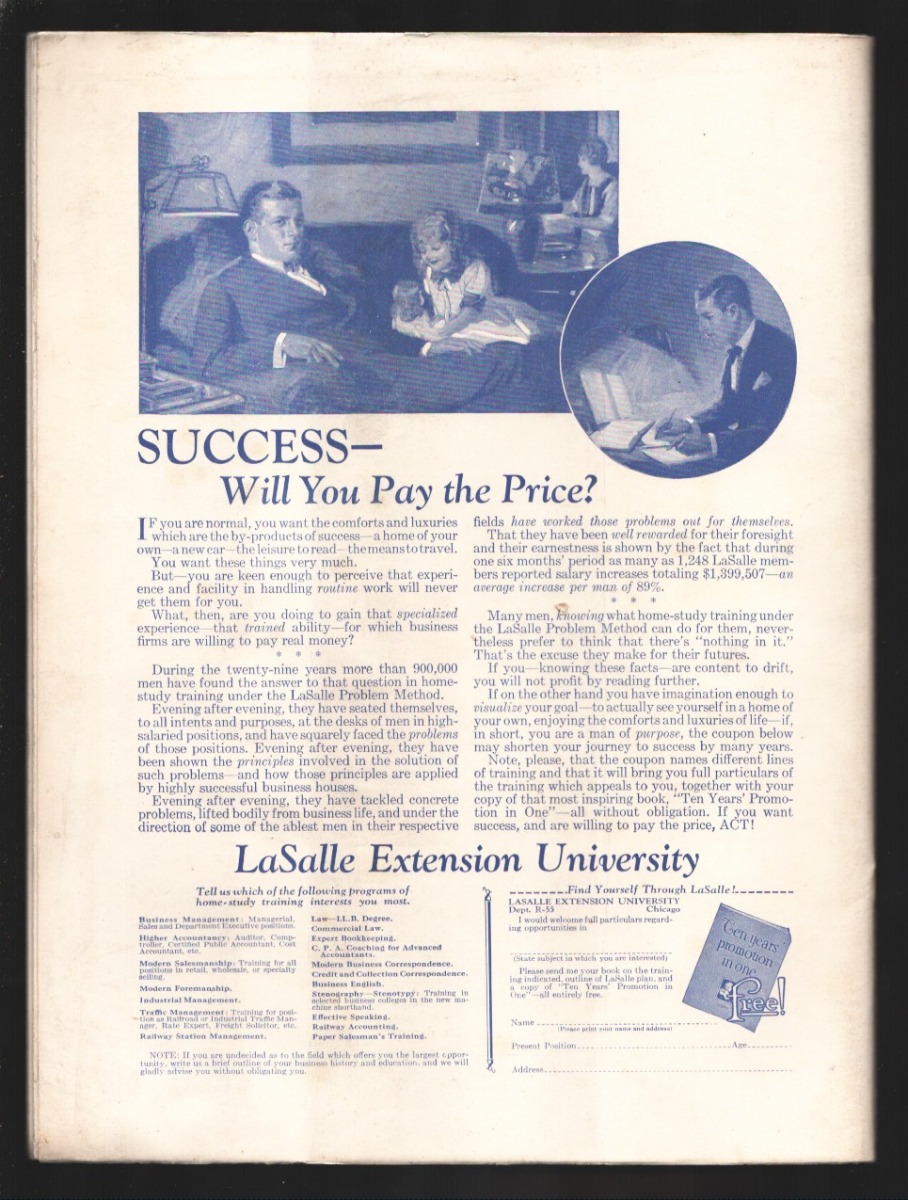 SUCCESS—
Will You Pay the Price?
IF you are normal, you want the comforts and luxuries
which are the by-products of success—a home of your
own—a new car—the leisure to read—the means to travel.
You want these things very much.
But—you are keen enough to perceive that experi-
ence and facility in handling routine work will never
get them for you.
What, then, are you doing to gain that specialized
experience—that trained ability—for which business
firms are willing to pay real money?
* * *
During the twenty-nine years more than 900,000
men have found the answer to that question in home-
study training under the LaSalle Problem Method.
Evening after evening, they have seated themselves,
to all intents and purposes, at the desks of men in high-
salaried positions, and have squarely faced the problems
of those positions. Evening after evening, they have
been shown the principles involved in the solution of
such problems—and how those principles are applied
by highly successful business houses.
Evening after evening, they have tackled concrete
problems, lifted bodily from business life, and under the
direction of some of the ablest men in their respective
fields have worked those problems out for themselves.
That they have been well rewarded for their foresight
and their earnestness is shown by the fact that during
one six months' period as many as 1,248 LaSalle mem-
bers reported salary increases totaling $1,399,507—an
average increase per man of 89%.
* * *
Many men, knowing what home-study training under
the LaSalle Problem Method can do for them, never-
theless prefer to think that there's "nothing in it."
That's the excuse they make for their futures.
If you—knowing these facts—are content to drift,
you will not profit by reading further.
If on the other hand you have imagination enough to
visualize your goal—to actually see yourself in a home of
your own, enjoying the comforts and luxuries of life—if,
in short, you are a man of purpose, the coupon below
may shorten your journey to success by many years.
Note, please, that the coupon names different lines
of training and that it will bring you full particulars of
the training which appeals to you, together with your
copy of that most inspiring book, "Ten Years' Promo-
tion in One"—all without obligation. If you want
success, and are willing to pay the price, ACT!
LaSalle Extension University
Tell us which of the following programs of
home-study training interests you most.
Business Management: Managerial,
Sales and Department Executive positions.
Higher Accountancy: Auditor, Comp-
troller, Certified Public Accountant, Cost
Accountant, etc.
Modern Salesmanship: Training for all
positions in retail, wholesale, or specialty
selling.
Modern Foremanship.
Industrial Management.
Traffic Management: Training for posi-
tion as Railroad or Industrial Traffic Man-
ager, Rate Expert, Freight Solicitor, etc.
Railway Station Management.
Law—LL.B. Degree.
Commercial Law.
Expert Bookkeeping.
C. P. A. Coaching for Advanced
Accountants.
Modern Business Correspondence.
Credit and Collection Correspondence.
Business English.
Stenography—Stenotypy: Training in
selected business colleges in the new ma-
chine shorthand.
Effective Speaking.
Railway Accounting.
Paper Salesman's Training.
NOTE: If you are undecided as to the field which offers you the largest oppor-
tunity, write us a brief outline of your business history and education, and we will
gladly advise you without obligating you.
Find Yourself Through LaSalle!
LASALLE EXTENSION UNIVERSITY
Dept. R-55 Chicago
I would welcome full particulars regard-
ing opportunities in
(State subject in which you are interested)
Please send me your book on the train-
ing indicated, outline of LaSalle plan, and
a copy of "Ten Years' Promotion in
One"—all entirely free.
Name
(Please print your name and address)
Present Position Age
Address
Ten years'
promotion
in one
Free!